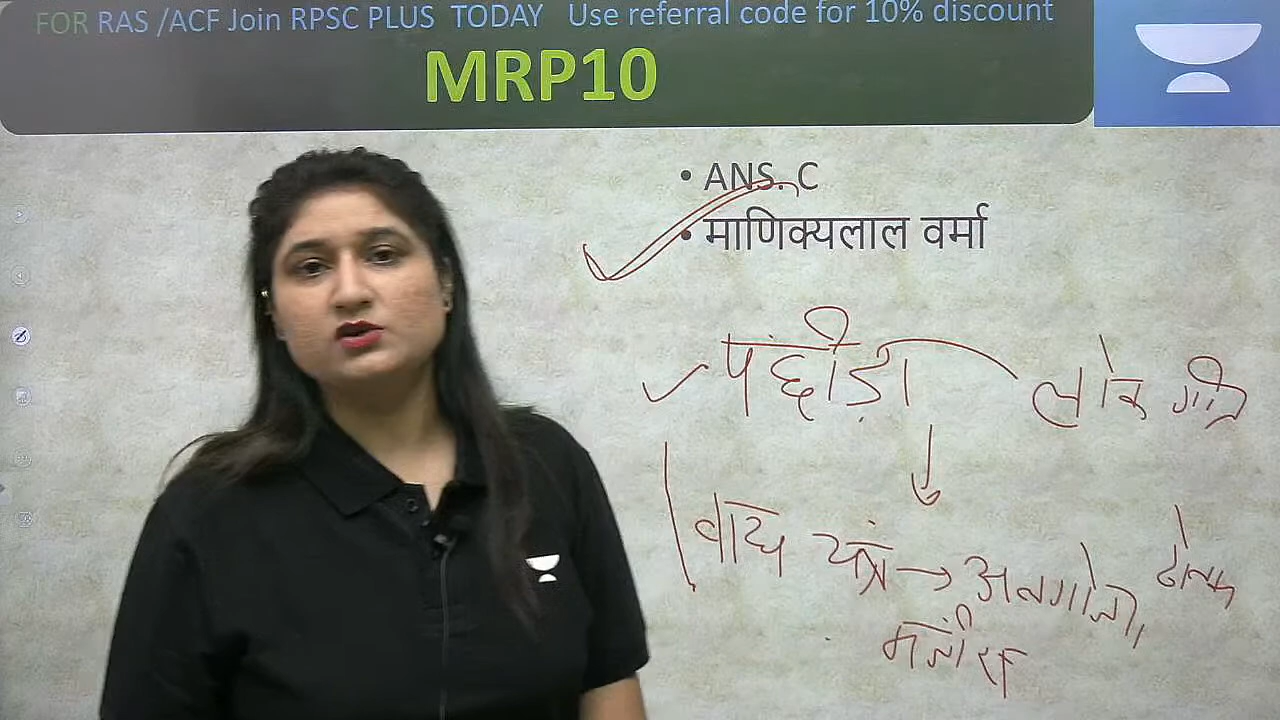 FOR RAS /ACF Join RPSC PLUS TODAY Use referral code for 10% discount
MRP10
• ANS. C
• माणिक्यलाल वर्मा
पंछीड़ा लोक गीत
वाद्य यंत्र → अलगोजा, ढोलक
मंजीरा